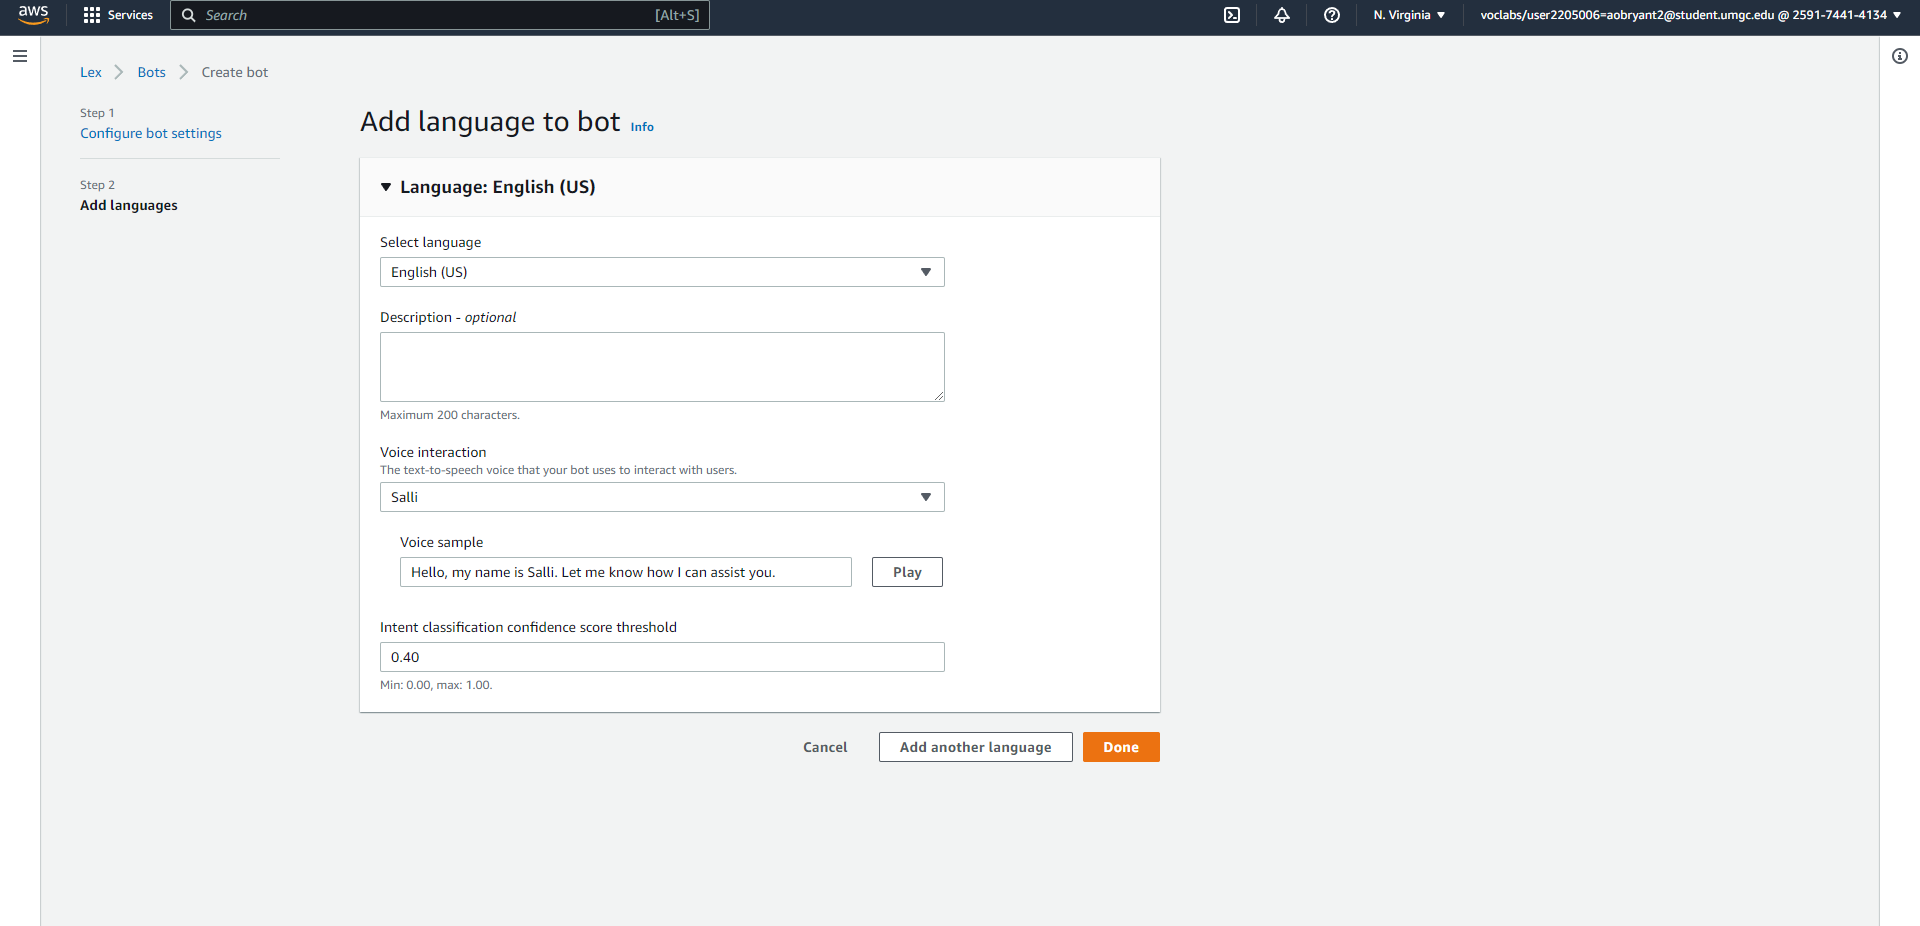 aws Services Search [Alt+S] N. Virginia voclabs/user2205006=aobryant2@student.umgc.edu @ 2591-7441-4134
Lex Bots Create bot
Step 1
Configure bot settings
Step 2
Add languages
Add language to bot Info
Language: English (US)
Select language
English (US)
Description - optional
Maximum 200 characters.
Voice interaction
The text-to-speech voice that your bot uses to interact with users.
Salli
Voice sample
Hello, my name is Salli. Let me know how I can assist you. Play
Intent classification confidence score threshold
0.40
Min: 0.00, max: 1.00.
Cancel Add another language Done